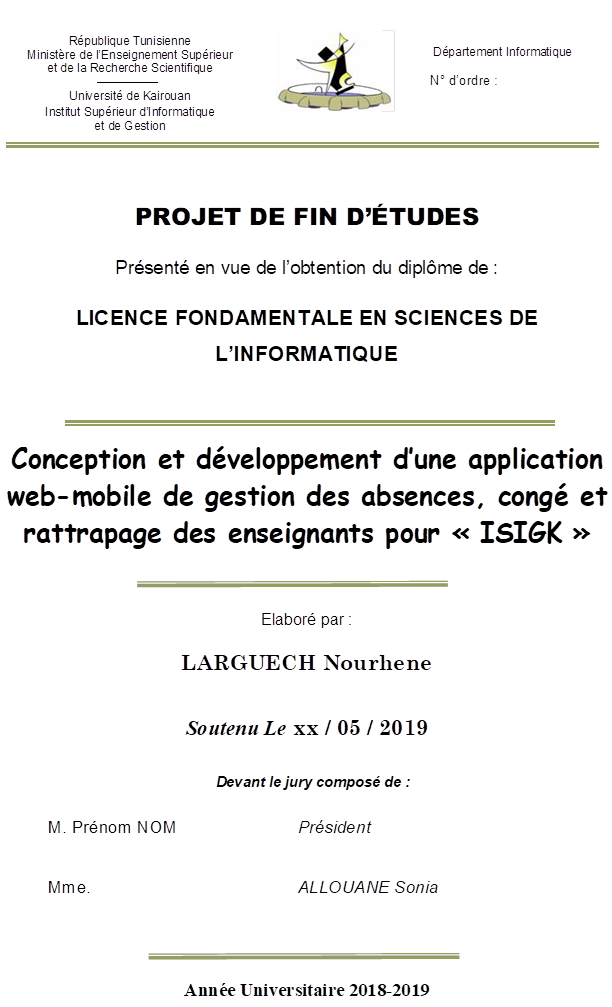 République Tunisienne
Ministère de l'Enseignement Supérieur
et de la Recherche Scientifique
Université de Kairouan
Institut Supérieur d'Informatique
et de Gestion
Département Informatique
N° d'ordre :
PROJET DE FIN D'ÉTUDES
Présenté en vue de l'obtention du diplôme de :
LICENCE FONDAMENTALE EN SCIENCES DE
L'INFORMATIQUE
Conception et développement d'une application
web-mobile de gestion des absences, congé et
rattrapage des enseignants pour « ISIGK »
Elaboré par :
LARGUECH Nourhene
Soutenu Le xx / 05 / 2019
Devant le jury composé de :
M. Prénom NOM Président
Mme. ALLOUANE Sonia
Année Universitaire 2018-2019